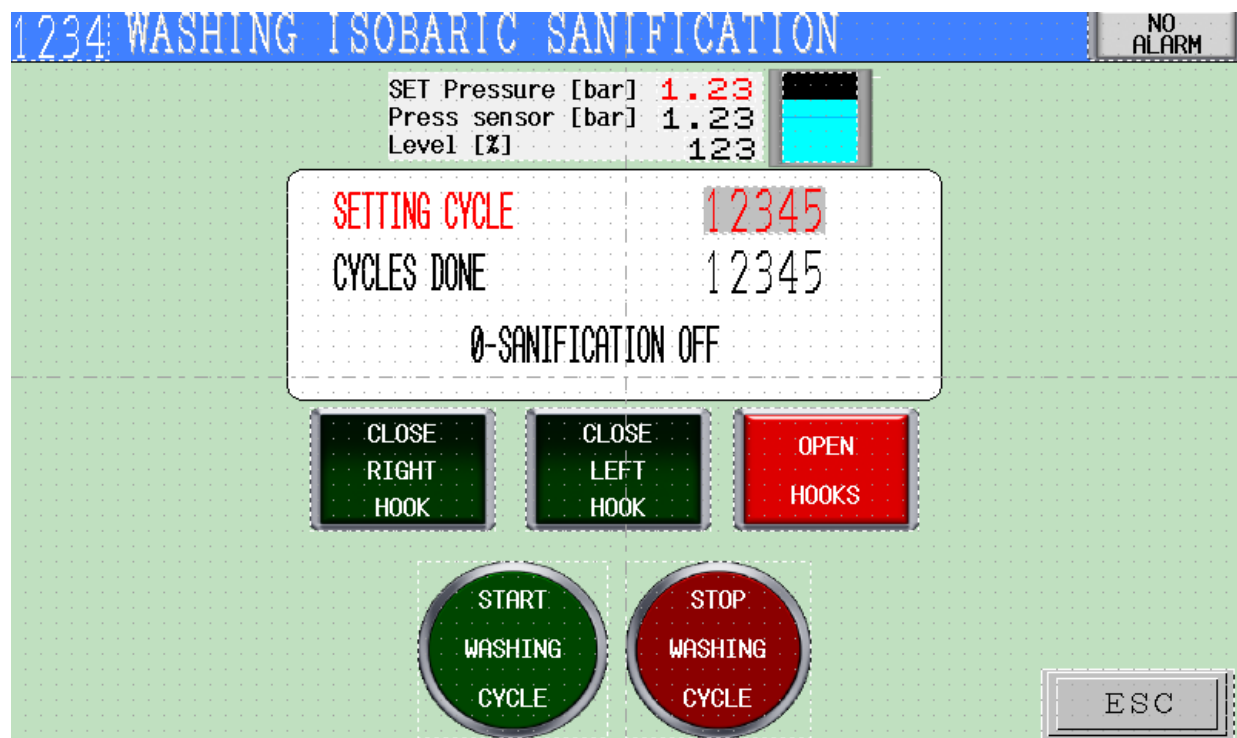 1234 WASHING ISOBARIC SANIFICATION
NO
ALARM
SET Pressure [bar] 1.23
Press sensor [bar] 1.23
Level [%] 123
SETTING CYCLE 12345
CYCLES DONE 12345
0-SANIFICATION OFF
CLOSE
RIGHT
HOOK
CLOSE
LEFT
HOOK
OPEN
HOOKS
START
WASHING
CYCLE
STOP
WASHING
CYCLE
ESC